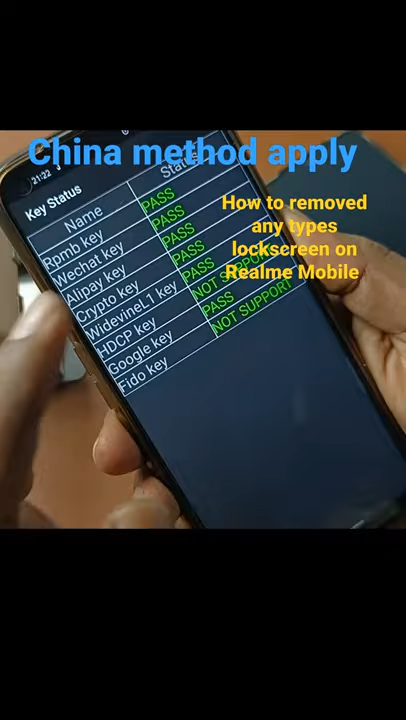 China method apply
21:22
Key Status
Name Status
How to removed
any types
lockscreen on
Realme Mobile
Rpmb key PASS
Wechat key PASS
Alipay key PASS
Crypto key PASS
WidevineL1 key PASS
HDCP key NOT SUPPORT
Google key PASS
Fido key NOT SUPPORT